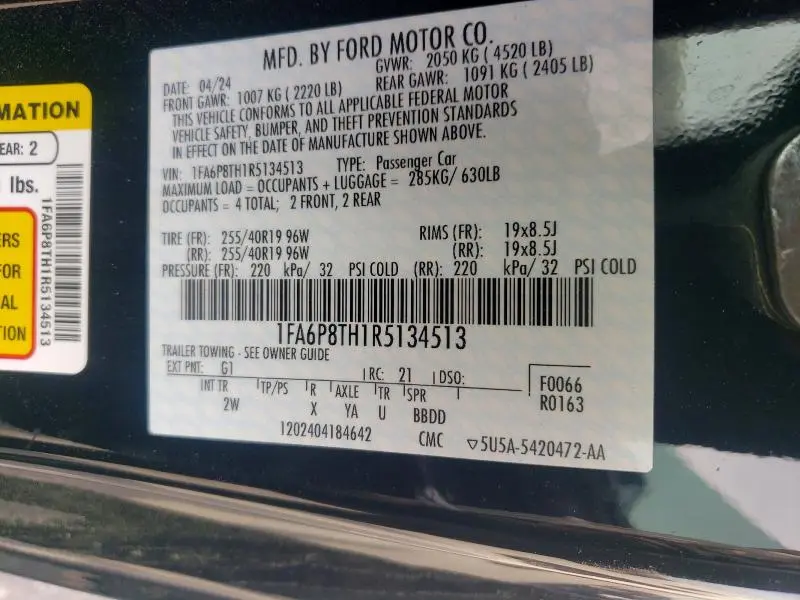 MFD. BY FORD MOTOR CO.
DATE: 04/24
GVWR: 2050 KG ( 4520 LB)
FRONT GAWR: 1007 KG ( 2220 LB)
REAR GAWR: 1091 KG ( 2405 LB)
THIS VEHICLE CONFORMS TO ALL APPLICABLE FEDERAL MOTOR
VEHICLE SAFETY, BUMPER, AND THEFT PREVENTION STANDARDS
IN EFFECT ON THE DATE OF MANUFACTURE SHOWN ABOVE.
VIN: 1FA6P8TH1R5134513 TYPE: Passenger Car
MAXIMUM LOAD = OCCUPANTS + LUGGAGE = 285KG/ 630LB
OCCUPANTS = 4 TOTAL; 2 FRONT, 2 REAR
TIRE (FR): 255/40R19 96W RIMS (FR): 19x8.5J
(RR): 255/40R19 96W (RR): 19x8.5J
PRESSURE (FR): 220 kPa/ 32 PSI COLD (RR): 220 kPa/ 32 PSI COLD
1FA6P8TH1R5134513
TRAILER TOWING - SEE OWNER GUIDE
EXT PNT: G1 RC: 21 DSO:
INT TR TP/PS R AXLE TR SPR
2W X YA U BBDD
F0066
R0163
1202404184642 CMC ▽5U5A-5420472-AA
MATION
EAR: 2
lbs.
ERS
FOR
AL
TION
1FA6P8TH1R5134513